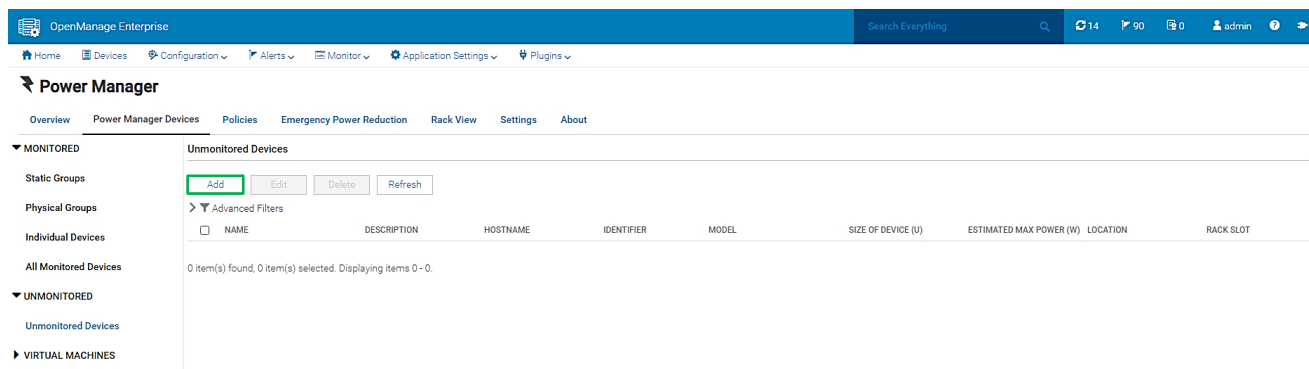 OpenManage Enterprise
Search Everything
14 90 0 admin ?
Home Devices Configuration Alerts Monitor Application Settings Plugins
Power Manager
Overview Power Manager Devices Policies Emergency Power Reduction Rack View Settings About
MONITORED
Static Groups
Physical Groups
Individual Devices
All Monitored Devices
UNMONITORED
Unmonitored Devices
VIRTUAL MACHINES
Unmonitored Devices
Add Edit Delete Refresh
Advanced Filters
NAME DESCRIPTION HOSTNAME IDENTIFIER MODEL SIZE OF DEVICE (U) ESTIMATED MAX POWER (W) LOCATION RACK SLOT
0 item(s) found, 0 item(s) selected. Displaying items 0 - 0.